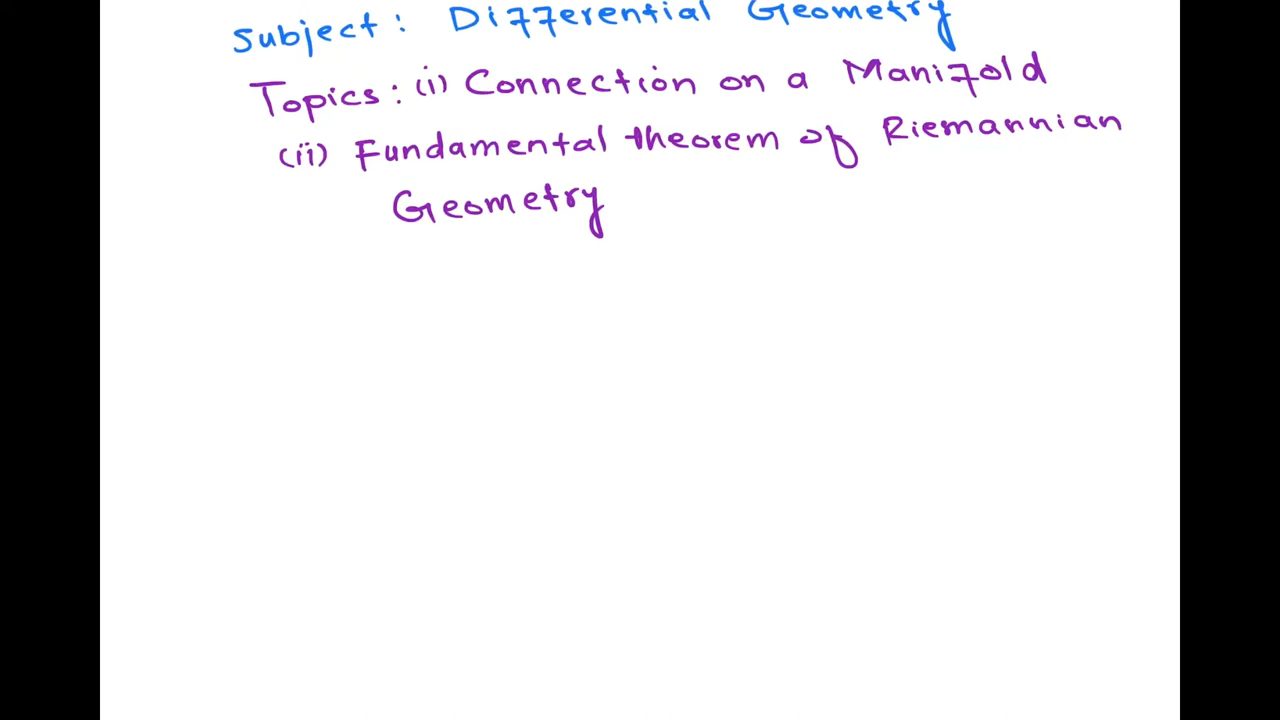 Subject: Differential Geometry
Topics: (i) Connection on a Manifold
(ii) Fundamental theorem of Riemannian
Geometry